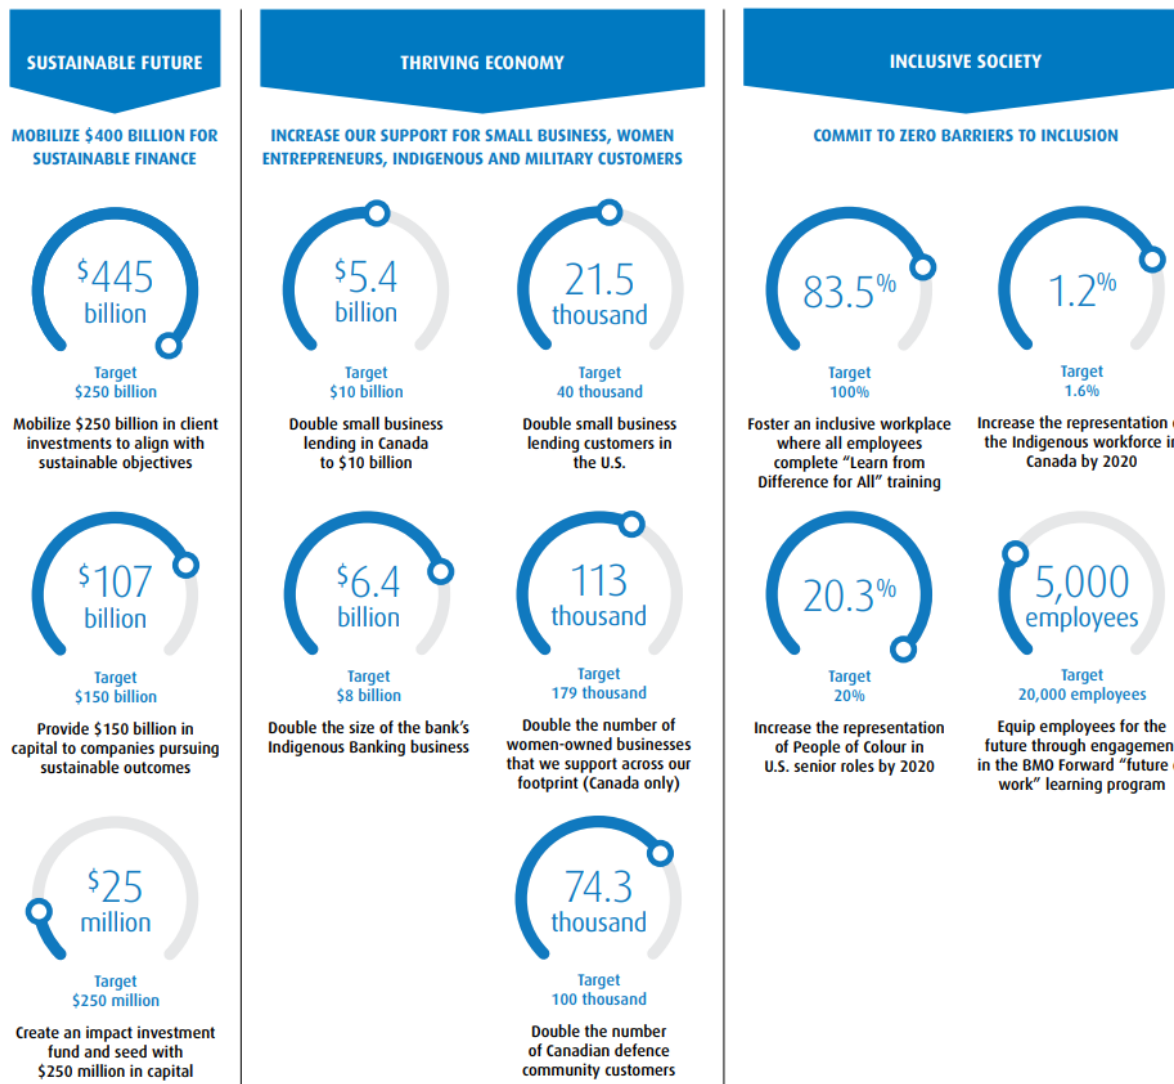 SUSTAINABLE FUTURE
MOBILIZE $400 BILLION FOR
SUSTAINABLE FINANCE
$445
billion
Target
$250 billion
Mobilize $250 billion in client
investments to align with
sustainable objectives
$107
billion
Target
$150 billion
Provide $150 billion in
capital to companies pursuing
sustainable outcomes
$25
million
Target
$250 million
Create an impact investment
fund and seed with
$250 million in capital
THRIVING ECONOMY
INCREASE OUR SUPPORT FOR SMALL BUSINESS, WOMEN
ENTREPRENEURS, INDIGENOUS AND MILITARY CUSTOMERS
$5.4
billion
Target
$10 billion
Double small business
lending in Canada
to $10 billion
21.5
thousand
Target
40 thousand
Double small business
lending customers in
the U.S.
$6.4
billion
Target
$8 billion
Double the size of the bank's
Indigenous Banking business
113
thousand
Target
179 thousand
Double the number of
women-owned businesses
that we support across our
footprint (Canada only)
74.3
thousand
Target
100 thousand
Double the number
of Canadian defence
community customers
INCLUSIVE SOCIETY
COMMIT TO ZERO BARRIERS TO INCLUSION
83.5%
Target
100%
Foster an inclusive workplace
where all employees
complete “Learn from
Difference for All” training
1.2%
Target
1.6%
Increase the representation
the Indigenous workforce
Canada by 2020
20.3%
Target
20%
Increase the representation
of People of Colour in
U.S. senior roles by 2020
5,000
employees
Target
20,000 employees
Equip employees for the
future through engagemen
in the BMO Forward “future
work” learning program